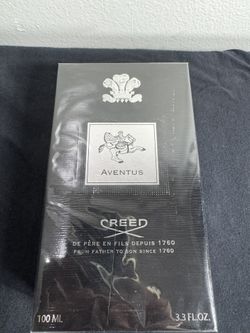 AVENTUS
CREED
DE PÈRE EN FILS DEPUIS 1760
FROM FATHER TO SON SINCE 1760
100 ML 3.3 FL.OZ.